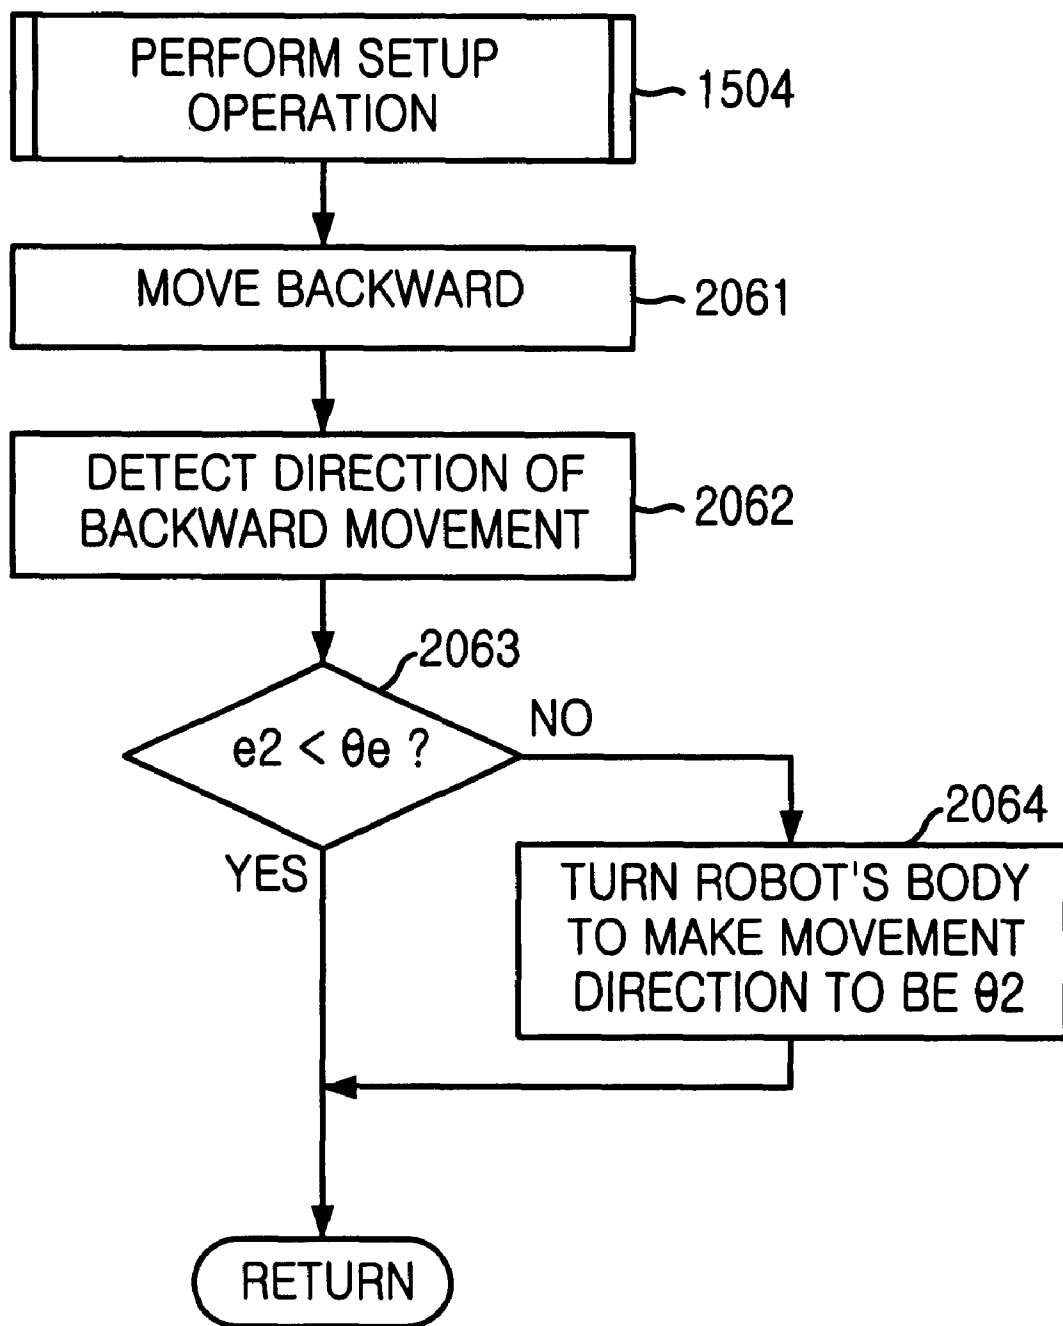 PERFORM SETUP
OPERATION
1504
MOVE BACKWARD
2061
DETECT DIRECTION OF
BACKWARD MOVEMENT
2062
2063
e2 < θe ?
NO
YES
2064
TURN ROBOT'S BODY
TO MAKE MOVEMENT
DIRECTION TO BE θ2
RETURN